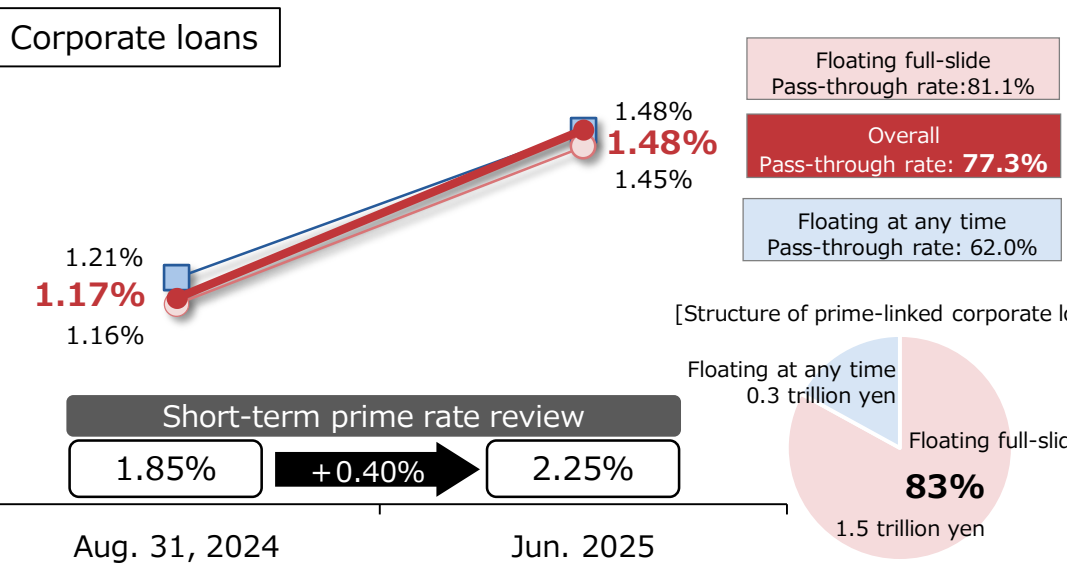 Corporate loans
1.48%
1.48%
1.45%
1.21%
1.17%
1.16%
Floating full-slide
Pass-through rate:81.1%
Overall
Pass-through rate: 77.3%
Floating at any time
Pass-through rate: 62.0%
Short-term prime rate review
1.85%
+0.40%
2.25%
Aug. 31, 2024
Jun. 2025
[Structure of prime-linked corporate lo
Floating at any time
0.3 trillion yen
Floating full-slid
83%
1.5 trillion yen